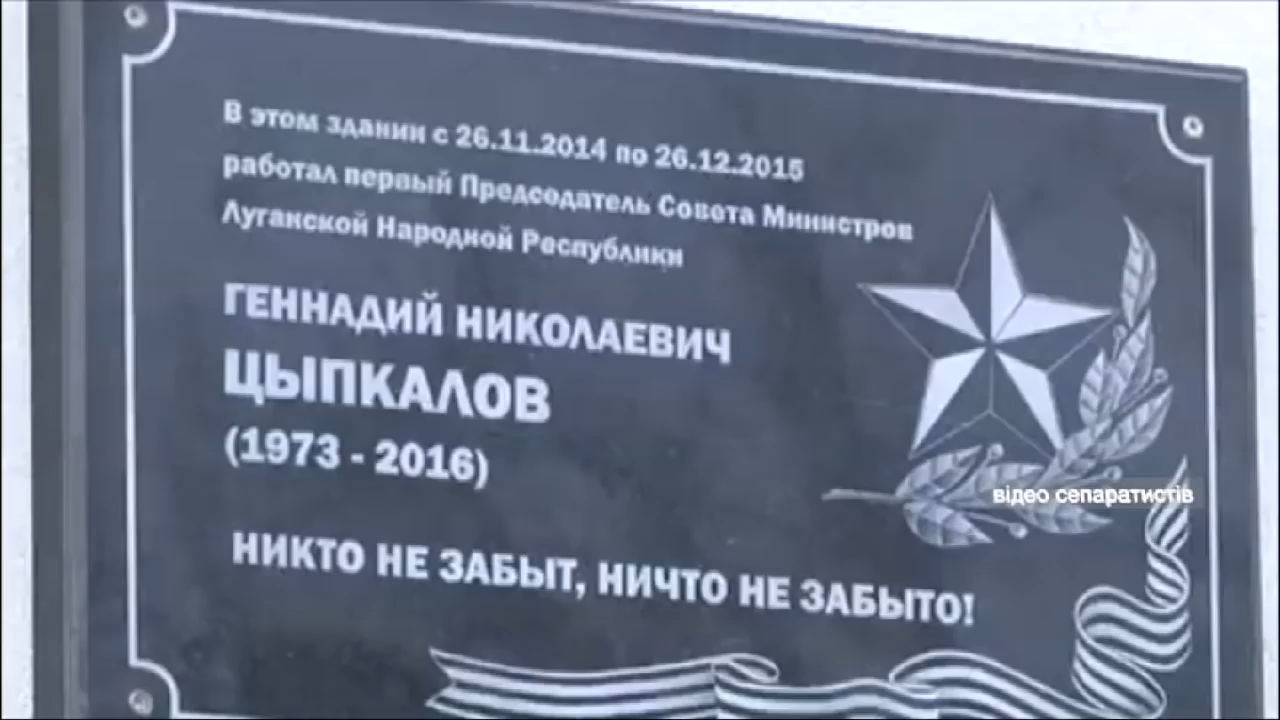 В этом здании с 26.11.2014 по 26.12.2015
работал первый Председатель Совета Министров
Луганской Народной Республики
ГЕННАДИЙ НИКОЛАЕВИЧ
ЦЫПКАЛОВ
(1973 - 2016)
відео сепаратистів
НИКТО НЕ ЗАБЫТ, НИЧТО НЕ ЗАБЫТО!